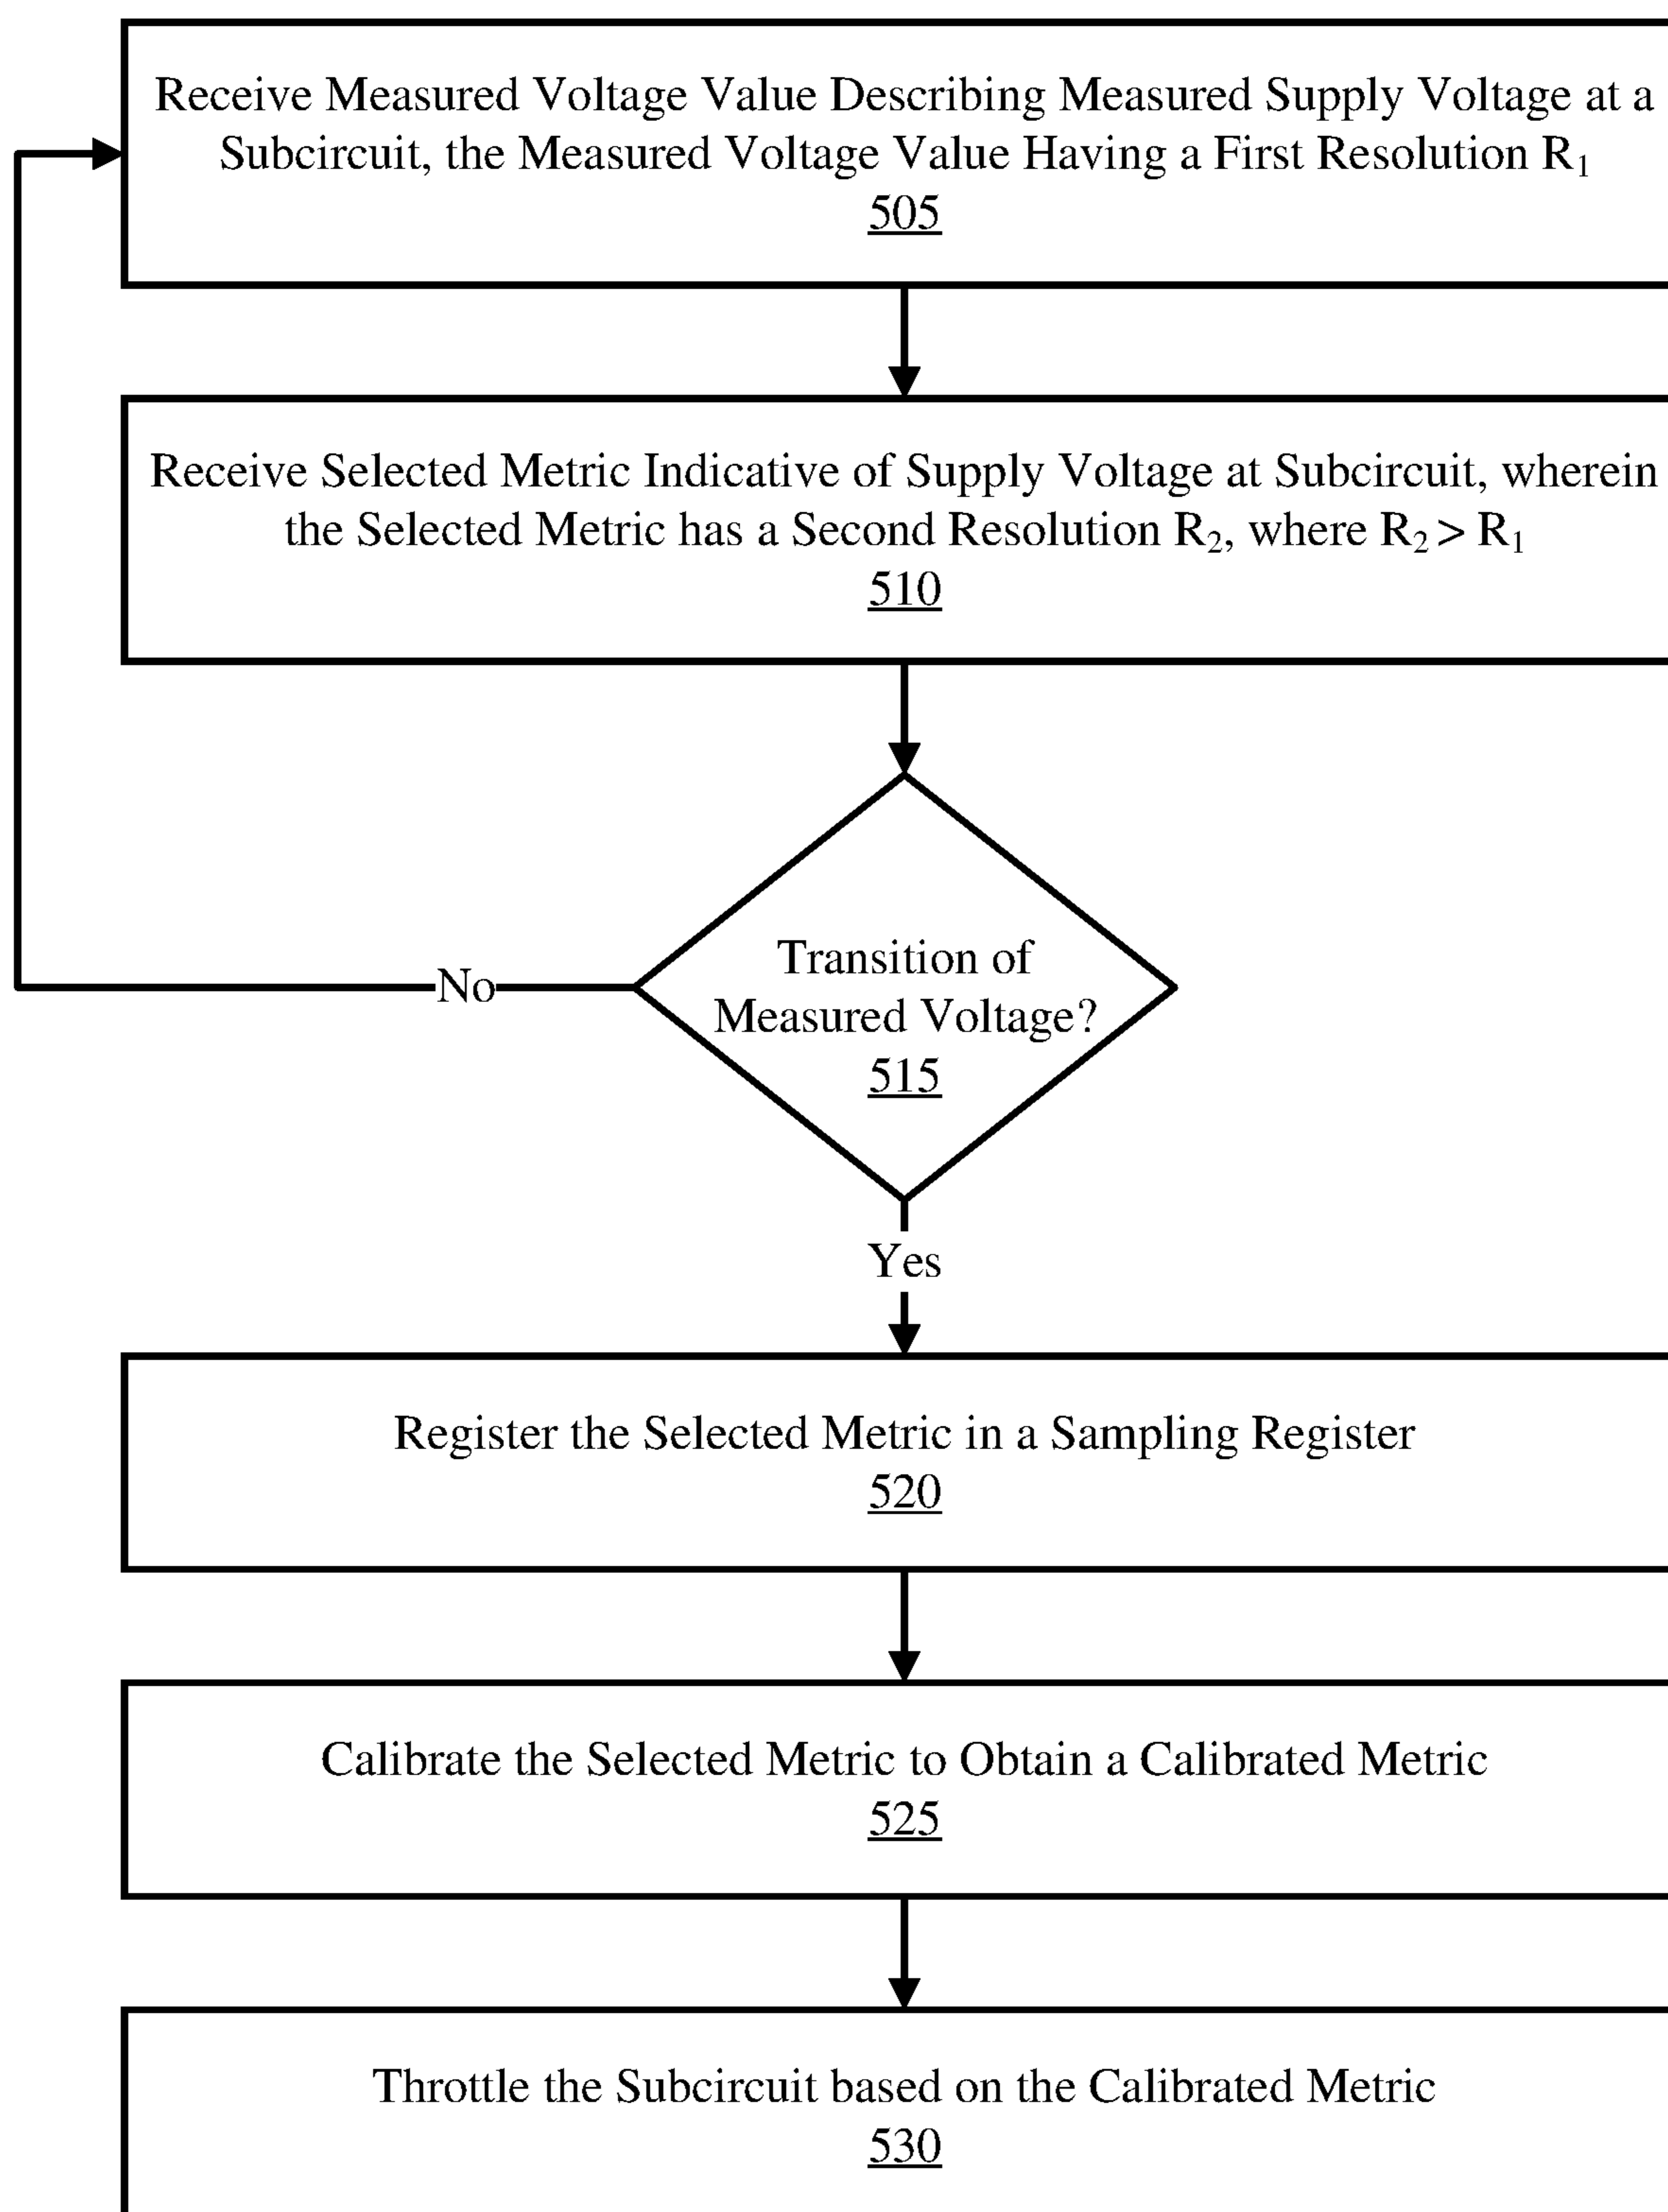 Receive Measured Voltage Value Describing Measured Supply Voltage at a
Subcircuit, the Measured Voltage Value Having a First Resolution R₁
505
Receive Selected Metric Indicative of Supply Voltage at Subcircuit, wherein
the Selected Metric has a Second Resolution R₂, where R₂ > R₁
510
Transition of
Measured Voltage?
515
No
Yes
Register the Selected Metric in a Sampling Register
520
Calibrate the Selected Metric to Obtain a Calibrated Metric
525
Throttle the Subcircuit based on the Calibrated Metric
530